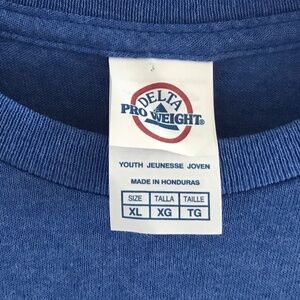 DELTA
PRO WEIGHT®
YOUTH JEUNESSE JOVEN
MADE IN HONDURAS
SIZE TALLA TAILLE
XL XG TG